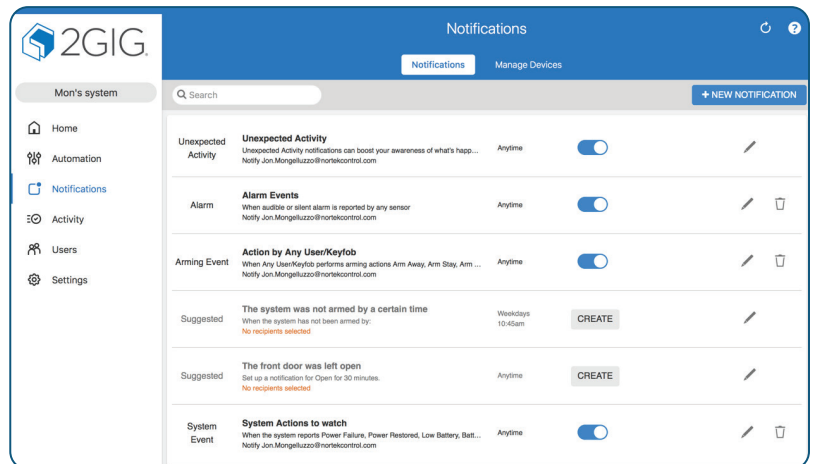 2GIG
Mon's system
Home
Automation
Notifications
Activity
Users
Settings
Notifications
?
Notifications Manage Devices
Search
+ NEW NOTIFICATION
Unexpected
Activity
Unexpected Activity
Unexpected Activity notifications can boost your awareness of what's happ...
Notify Jon.Mongelluzzo@nortekcontrol.com
Anytime
Alarm
Alarm Events
When audible or silent alarm is reported by any sensor
Notify Jon.Mongelluzzo@nortekcontrol.com
Anytime
Arming Event
Action by Any User/Keyfob
When Any User/Keyfob performs arming actions Arm Away, Arm Stay, Arm ...
Notify Jon.Mongelluzzo@nortekcontrol.com
Anytime
Suggested
The system was not armed by a certain time
When the system has not been armed by:
No recipients selected
Weekdays
10:45am
CREATE
Suggested
The front door was left open
Set up a notification for Open for 30 minutes.
No recipients selected
Anytime
CREATE
System
Event
System Actions to watch
When the system reports Power Failure, Power Restored, Low Battery, Batt...
Notify Jon.Mongelluzzo@nortekcontrol.com
Anytime